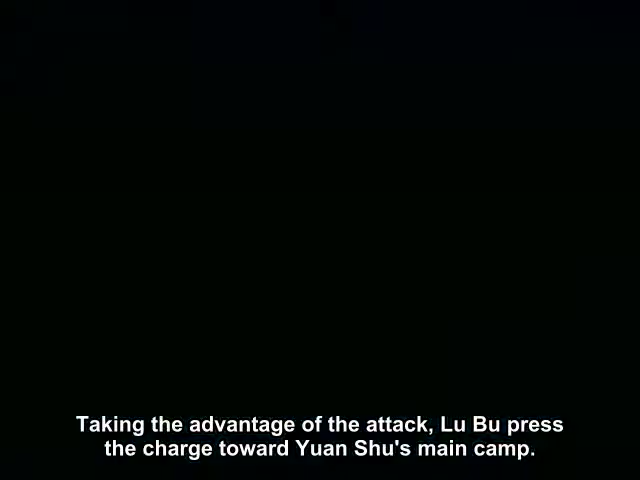 Taking the advantage of the attack, Lu Bu press
the charge toward Yuan Shu's main camp.